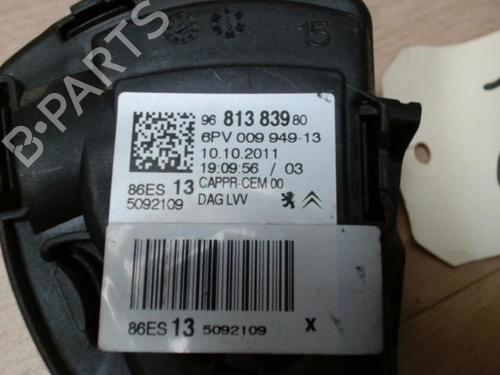 B-PARTS
15
96 813 839 80
6PV 009 949-13
10.10.2011
19:09:56 / 03
86ES 13 CAPPR-CEM 00
5092109 DAG LVV
86ES 13 5092109 X